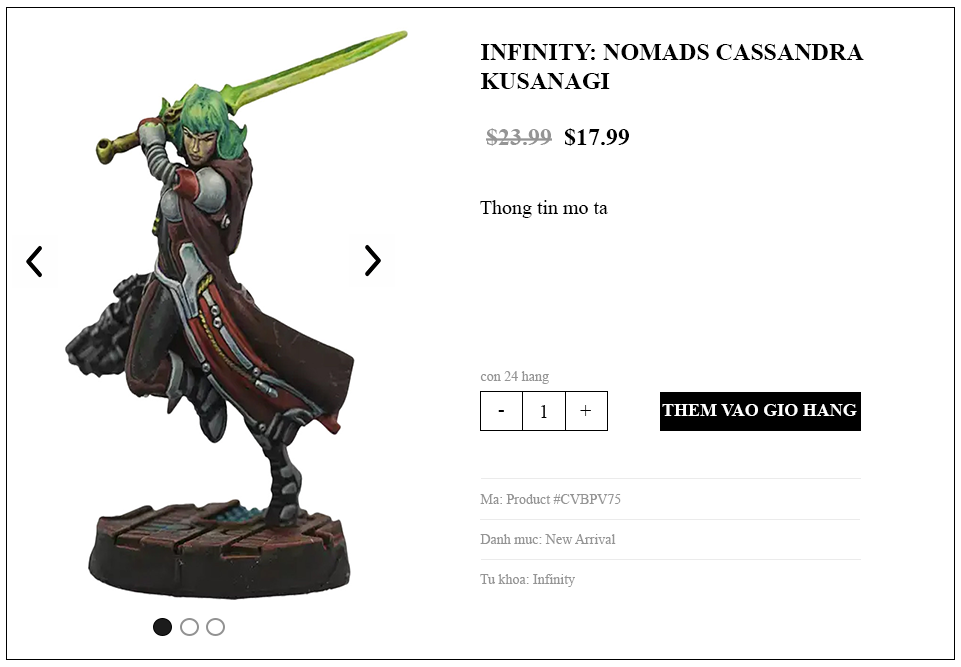 INFINITY: NOMADS CASSANDRA
KUSANAGI
$23.99 $17.99
Thong tin mo ta
con 24 hang
- 1 +
THEM VAO GIO HANG
Ma: Product #CVBPV75
Danh muc: New Arrival
Tu khoa: Infinity